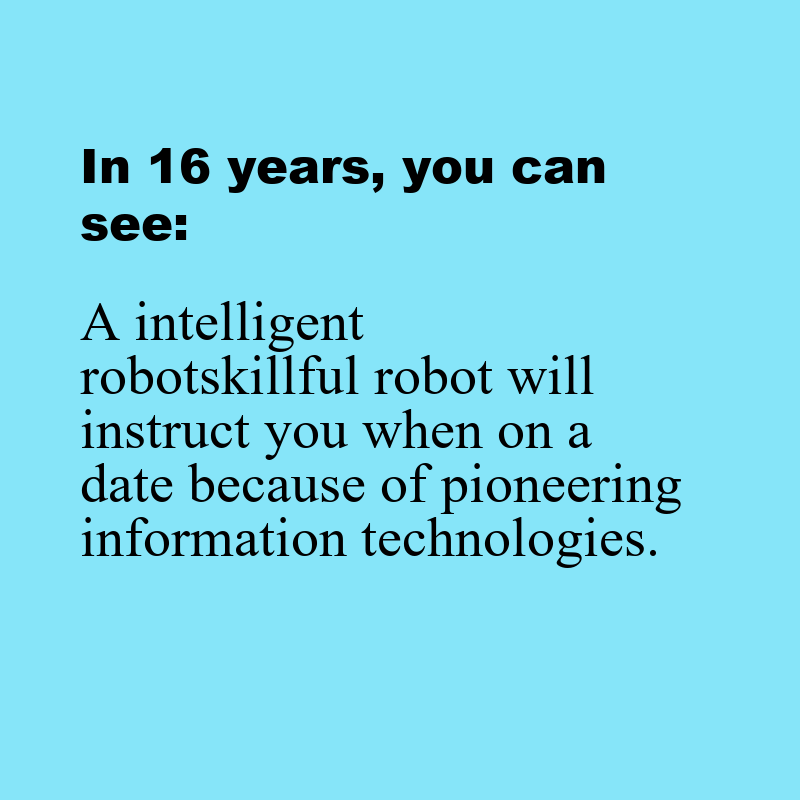 In 16 years, you can
see:
A intelligent
robotskillful robot will
instruct you when on a
date because of pioneering
information technologies.